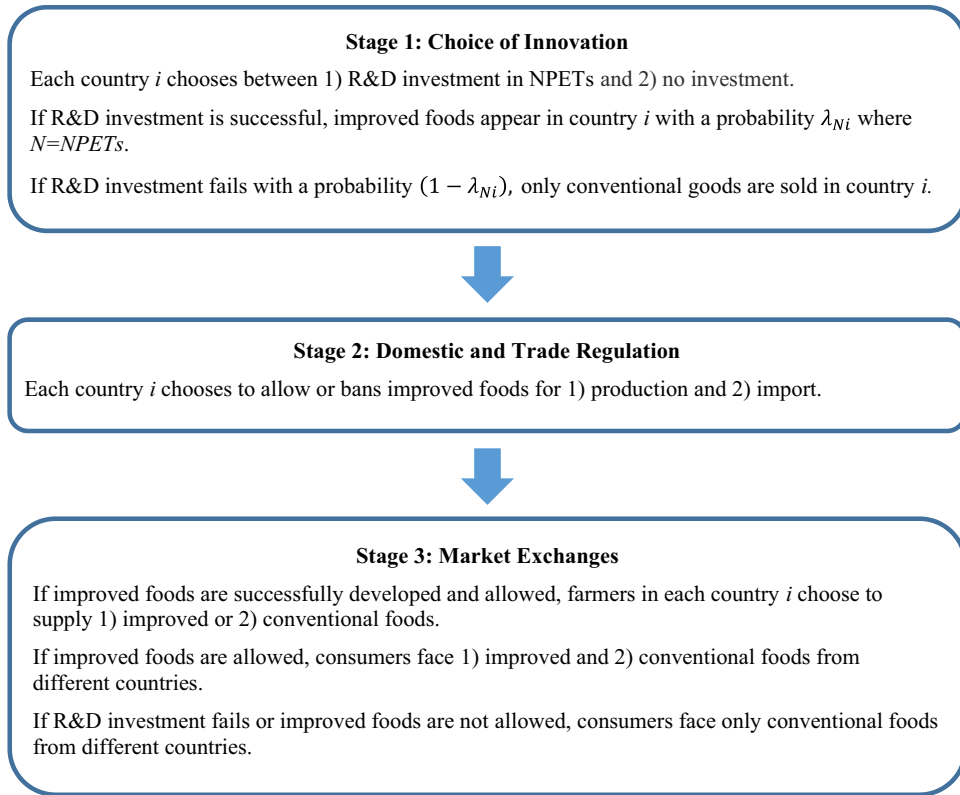 Stage 1: Choice of Innovation
Each country i chooses between 1) R&D investment in NPETs and 2) no investment.
If R&D investment is successful, improved foods appear in country i with a probability λ_{Ni} where
N=NPETs.
If R&D investment fails with a probability (1 − λ_{Ni}), only conventional goods are sold in country i.
Stage 2: Domestic and Trade Regulation
Each country i chooses to allow or bans improved foods for 1) production and 2) import.
Stage 3: Market Exchanges
If improved foods are successfully developed and allowed, farmers in each country i choose to
supply 1) improved or 2) conventional foods.
If improved foods are allowed, consumers face 1) improved and 2) conventional foods from
different countries.
If R&D investment fails or improved foods are not allowed, consumers face only conventional foods
from different countries.